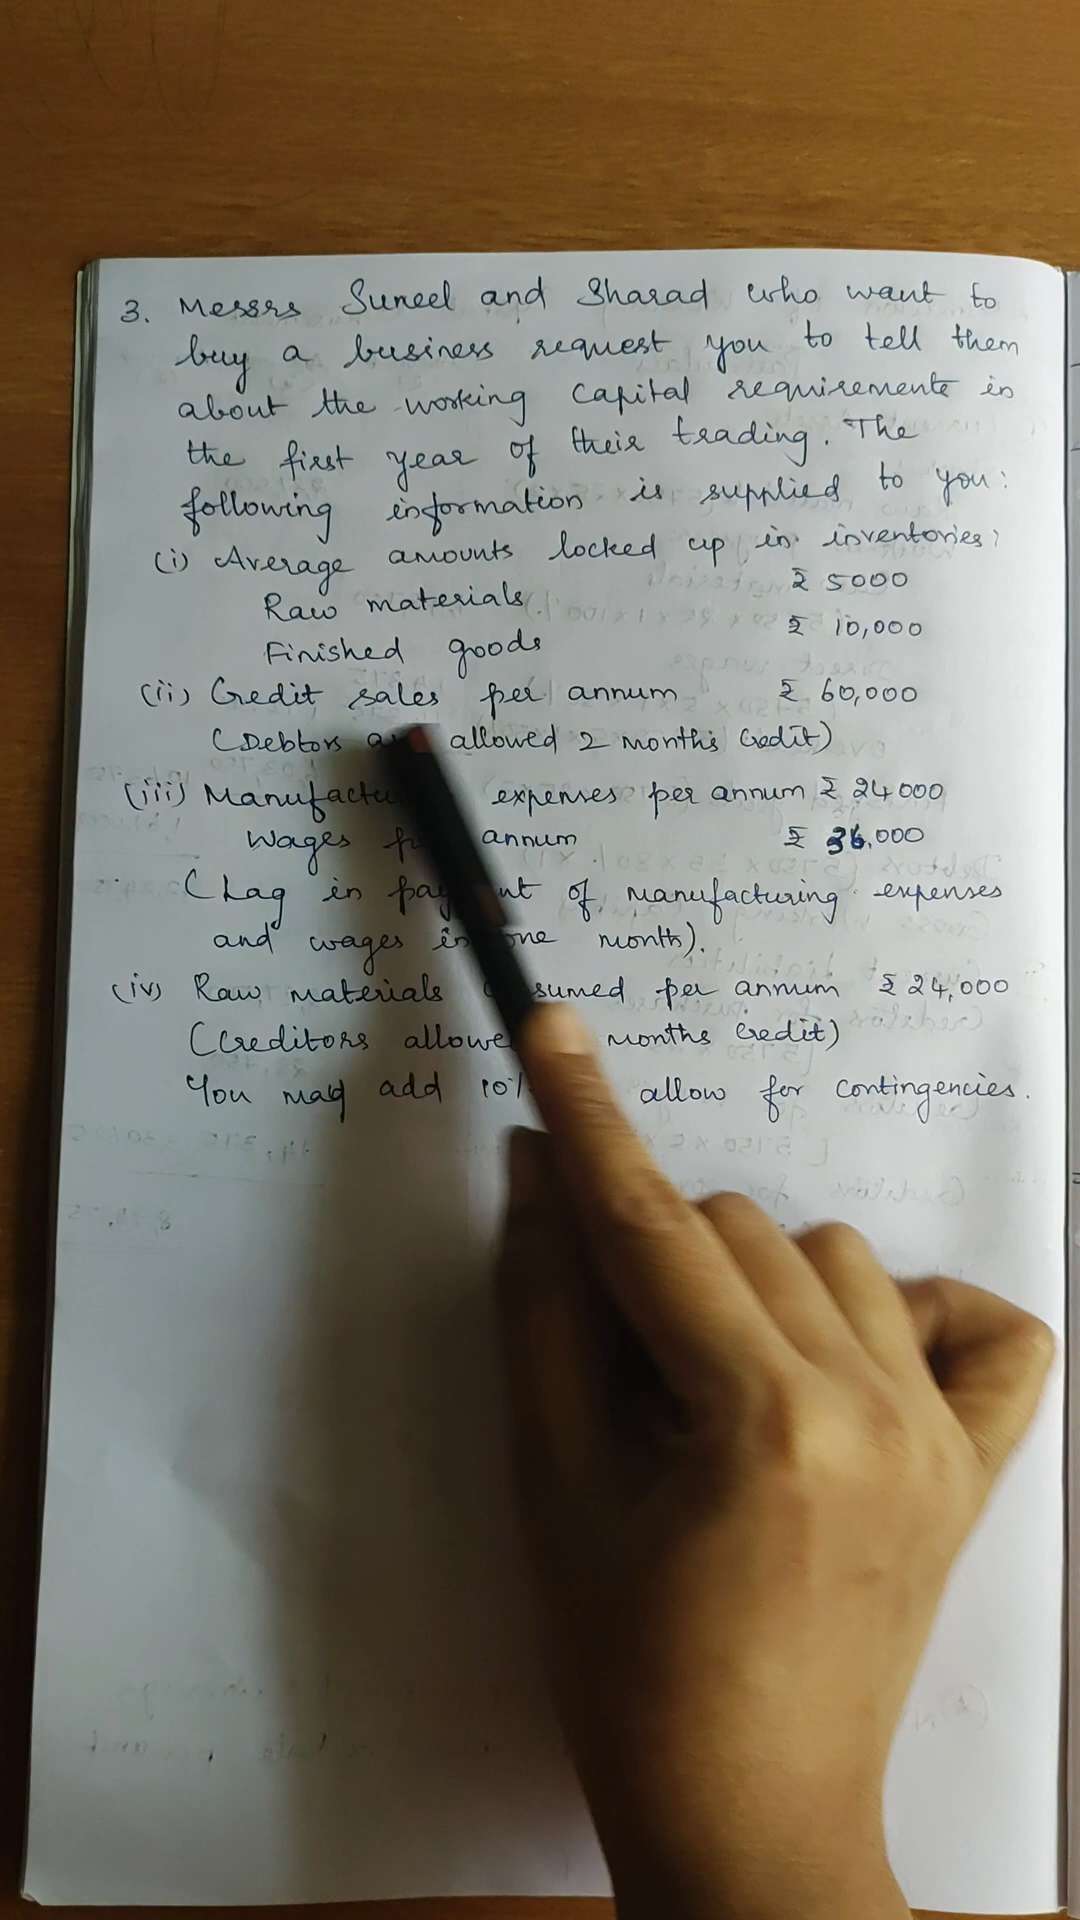 3. Messrs Suneel and Sharad who want to
buy a business request you to tell them
about the working capital requirements in
the first year of their trading. The
following information is supplied to you:
(i) Average amounts locked up in inventories:
Raw materials ₹ 5000
Finished goods ₹ 10,000
(ii) Credit sales per annum ₹ 60,000
(Debtors allowed 2 months credit)
(iii) Manufactu expenses per annum ₹ 24000
Wages annum ₹ 36,000
(Lag in pay nt of manufacturing expenses
and wages is one month).
(iv) Raw materials sumed per annum ₹ 24,000
(Creditors allowe months credit)
You may add 10% allow for contingencies.